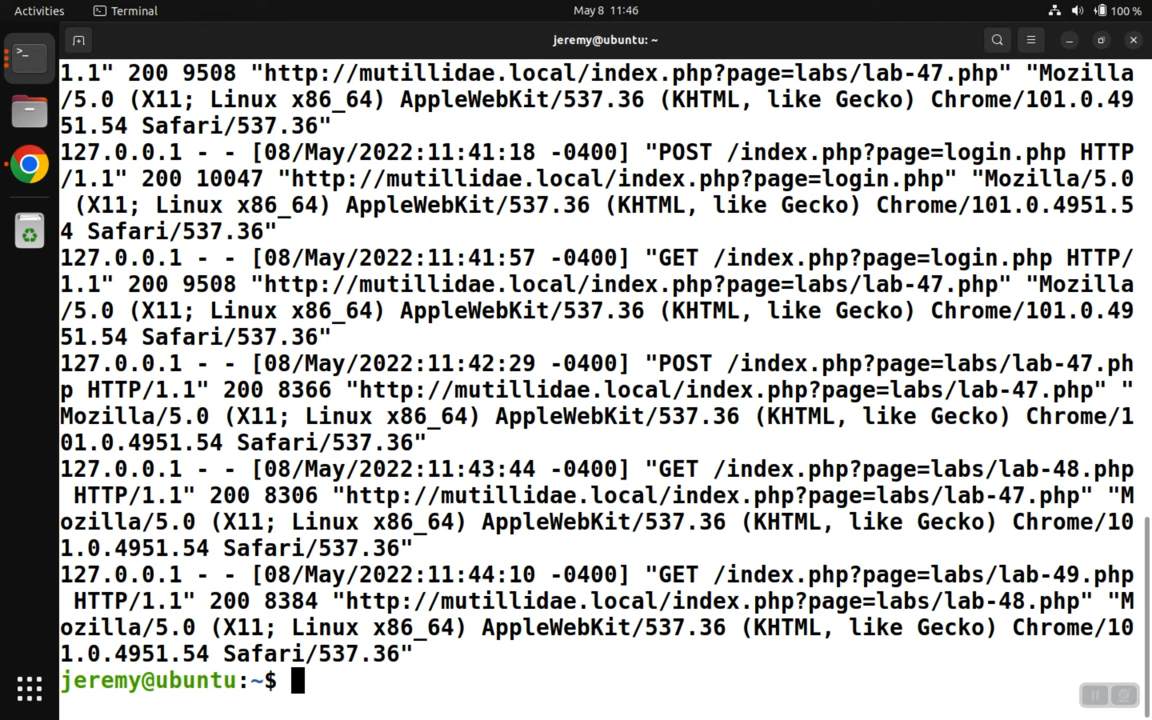 Activities Terminal May 8 11:46 100 %
jeremy@ubuntu: ~
1.1" 200 9508 "http://mutillidae.local/index.php?page=labs/lab-47.php" "Mozilla
/5.0 (X11; Linux x86_64) AppleWebKit/537.36 (KHTML, like Gecko) Chrome/101.0.49
51.54 Safari/537.36"
127.0.0.1 - - [08/May/2022:11:41:18 -0400] "POST /index.php?page=login.php HTTP
/1.1" 200 10047 "http://mutillidae.local/index.php?page=login.php" "Mozilla/5.0
 (X11; Linux x86_64) AppleWebKit/537.36 (KHTML, like Gecko) Chrome/101.0.4951.5
4 Safari/537.36"
127.0.0.1 - - [08/May/2022:11:41:57 -0400] "GET /index.php?page=login.php HTTP/
1.1" 200 9508 "http://mutillidae.local/index.php?page=labs/lab-47.php" "Mozilla
/5.0 (X11; Linux x86_64) AppleWebKit/537.36 (KHTML, like Gecko) Chrome/101.0.49
51.54 Safari/537.36"
127.0.0.1 - - [08/May/2022:11:42:29 -0400] "POST /index.php?page=labs/lab-47.ph
p HTTP/1.1" 200 8366 "http://mutillidae.local/index.php?page=labs/lab-47.php" "
Mozilla/5.0 (X11; Linux x86_64) AppleWebKit/537.36 (KHTML, like Gecko) Chrome/1
01.0.4951.54 Safari/537.36"
127.0.0.1 - - [08/May/2022:11:43:44 -0400] "GET /index.php?page=labs/lab-48.php
 HTTP/1.1" 200 8306 "http://mutillidae.local/index.php?page=labs/lab-47.php" "M
ozilla/5.0 (X11; Linux x86_64) AppleWebKit/537.36 (KHTML, like Gecko) Chrome/10
1.0.4951.54 Safari/537.36"
127.0.0.1 - - [08/May/2022:11:44:10 -0400] "GET /index.php?page=labs/lab-49.php
 HTTP/1.1" 200 8384 "http://mutillidae.local/index.php?page=labs/lab-48.php" "M
ozilla/5.0 (X11; Linux x86_64) AppleWebKit/537.36 (KHTML, like Gecko) Chrome/10
1.0.4951.54 Safari/537.36"
jeremy@ubuntu:~$